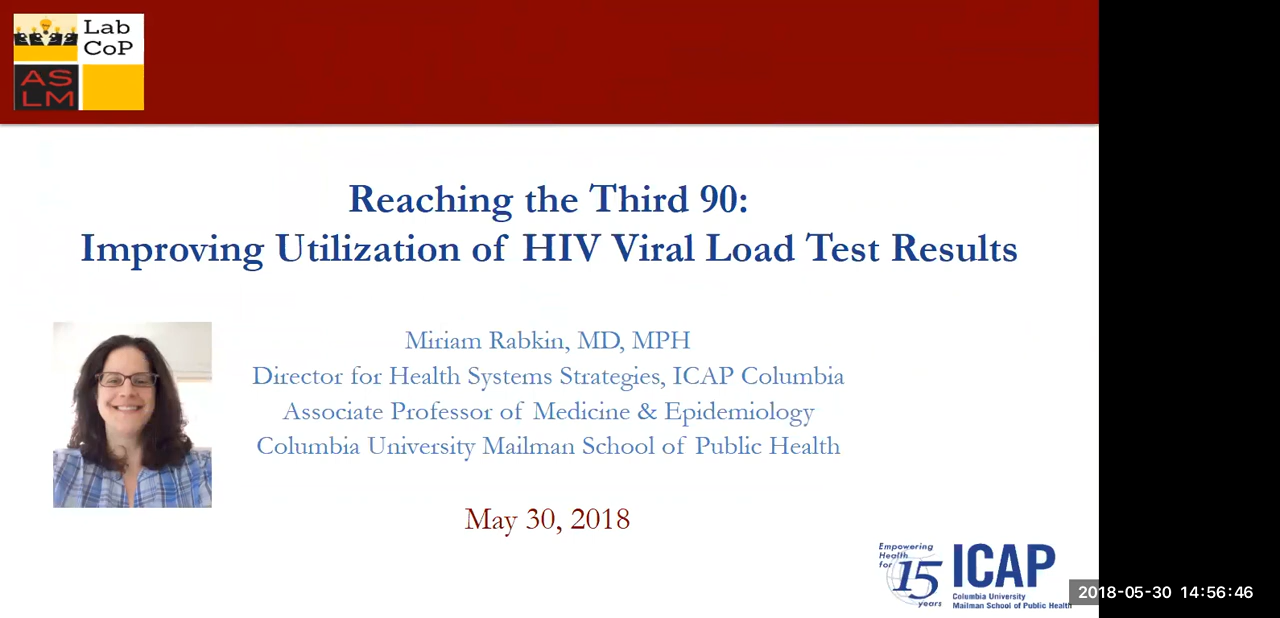 Lab
CoP
AS
LM
Reaching the Third 90:
Improving Utilization of HIV Viral Load Test Results
Miriam Rabkin, MD, MPH
Director for Health Systems Strategies, ICAP Columbia
Associate Professor of Medicine & Epidemiology
Columbia University Mailman School of Public Health
May 30, 2018
Empowering
Health
for 15
years
ICAP
Columbia University
Mailman School of Public Health
2018-05-30 14:56:46